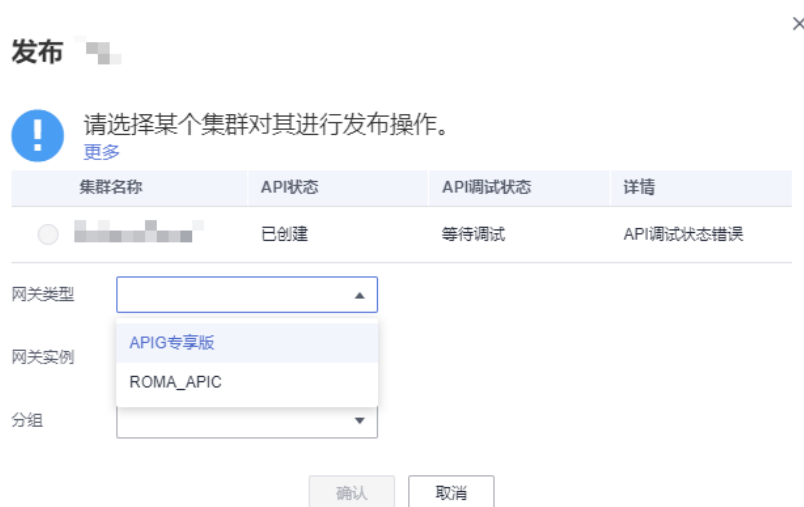 发布
请选择某个集群对其进行发布操作。
更多
集群名称 API状态 API调试状态 详情
已创建 等待调试 API调试状态错误
网关类型
APIG专享版
网关实例
ROMA_APIC
分组
确认 取消